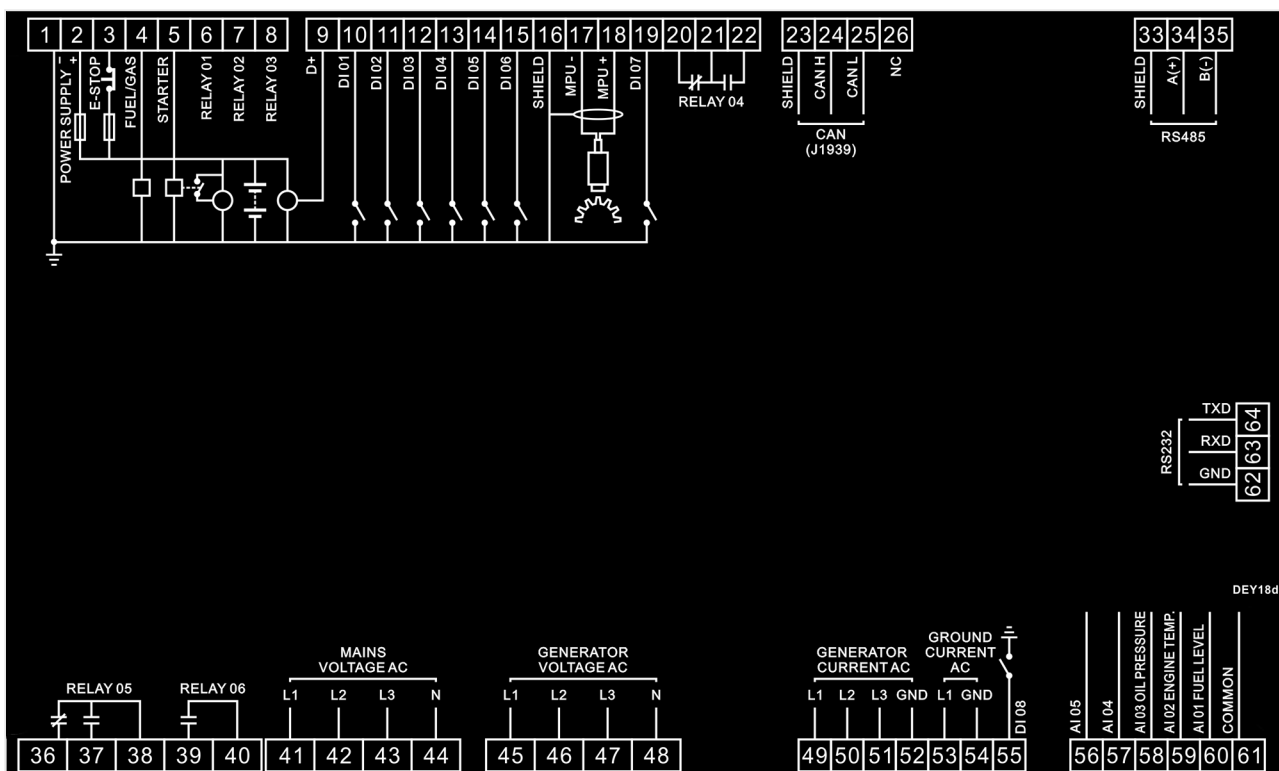 1 2 3 4 5 6 7 8 9 10 11 12 13 14 15 16 17 18 19 20 21 22 23 24 25 26 33 34 35
POWER SUPPLY - +
E-STOP
FUEL/GAS
STARTER
RELAY 01
RELAY 02
RELAY 03
D+
DI 01
DI 02
DI 03
DI 04
DI 05
DI 06
SHIELD
MPU -
MPU +
DI 07
RELAY 04
SHIELD
CAN H
CAN L
NC
CAN
(J1939)
SHIELD
A(+)
B(-)
RS485
RS232
TXD 64
RXD 63
GND 62
DEY18d
RELAY 05
RELAY 06
MAINS
VOLTAGE AC
L1 L2 L3 N
GENERATOR
VOLTAGE AC
L1 L2 L3 N
GENERATOR
CURRENT AC
L1 L2 L3 GND
GROUND
CURRENT
AC
L1 GND
DI 08
AI 05
AI 04
AI 03 OIL PRESSURE
AI 02 ENGINE TEMP.
AI 01 FUEL LEVEL
COMMON
36 37 38 39 40 41 42 43 44 45 46 47 48 49 50 51 52 53 54 55 56 57 58 59 60 61